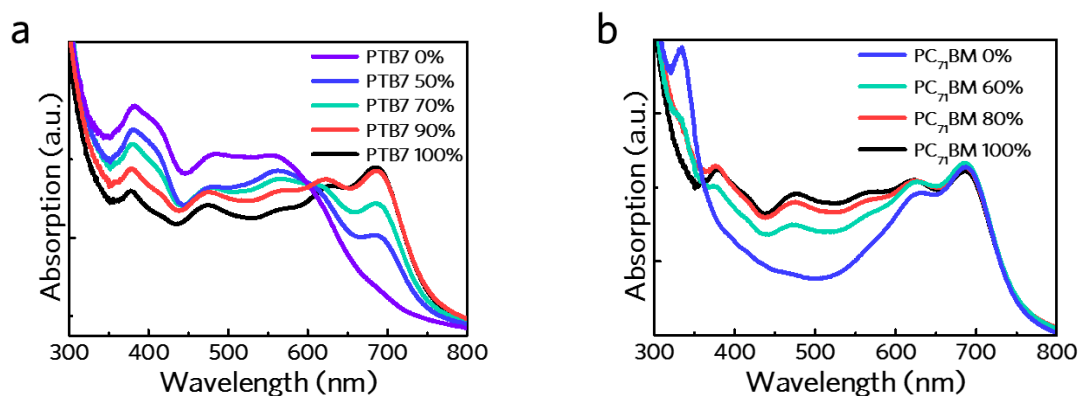 a
PTB7 0%
PTB7 50%
PTB7 70%
PTB7 90%
PTB7 100%
Absorption (a.u.)
300 400 500 600 700 800
Wavelength (nm)
b
PC71BM 0%
PC71BM 60%
PC71BM 80%
PC71BM 100%
Absorption (a.u.)
300 400 500 600 700 800
Wavelength (nm)